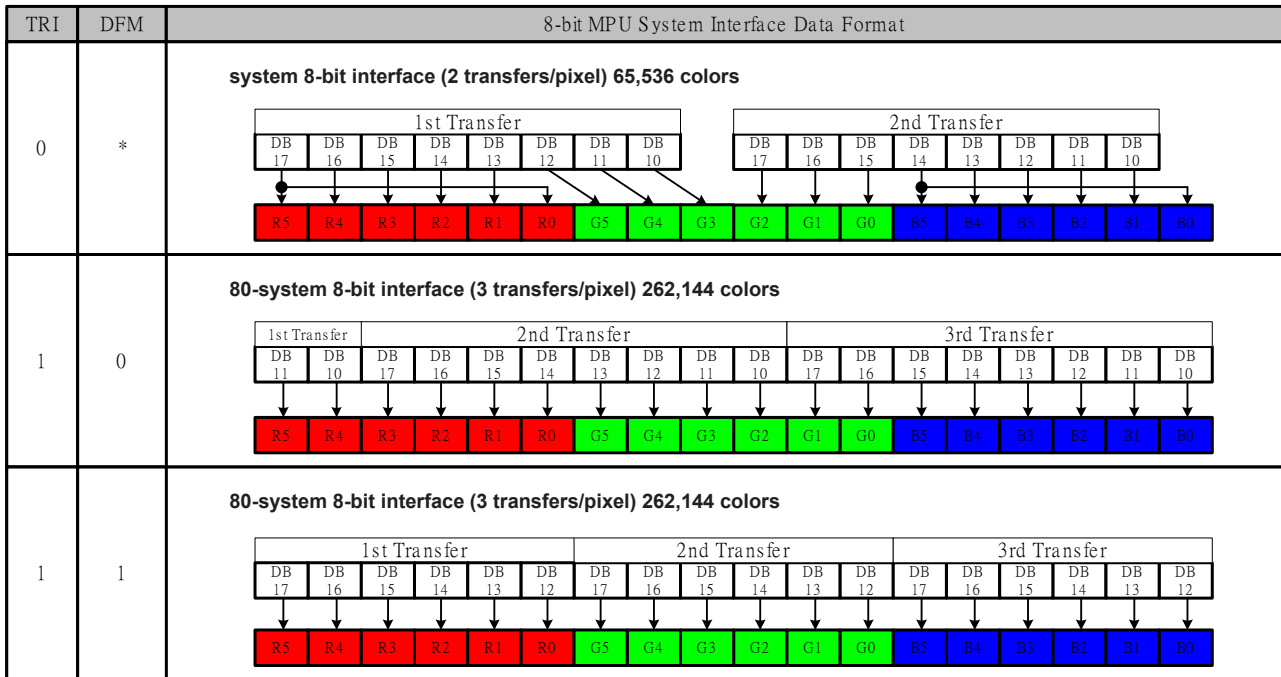 TRI DFM 8-bit MPU System Interface Data Format
system 8-bit interface (2 transfers/pixel) 65,536 colors
1st Transfer 2nd Transfer
DB DB DB DB DB DB DB DB DB DB DB DB DB DB DB DB
17 16 15 14 13 12 11 10 17 16 15 14 13 12 11 10
0 *
R5 R4 R3 R2 R1 R0 G5 G4 G3 G2 G1 G0 B5 B4 B3 B2 B1 B0
80-system 8-bit interface (3 transfers/pixel) 262,144 colors
1st Transfer 2nd Transfer 3rd Transfer
DB DB DB DB DB DB DB DB DB DB DB DB DB DB DB DB DB DB
11 10 17 16 15 14 13 12 11 10 17 16 15 14 13 12 11 10
1 0
R5 R4 R3 R2 R1 R0 G5 G4 G3 G2 G1 G0 B5 B4 B3 B2 B1 B0
80-system 8-bit interface (3 transfers/pixel) 262,144 colors
1st Transfer 2nd Transfer 3rd Transfer
DB DB DB DB DB DB DB DB DB DB DB DB DB DB DB DB DB DB
17 16 15 14 13 12 17 16 15 14 13 12 17 16 15 14 13 12
1 1
R5 R4 R3 R2 R1 R0 G5 G4 G3 G2 G1 G0 B5 B4 B3 B2 B1 B0